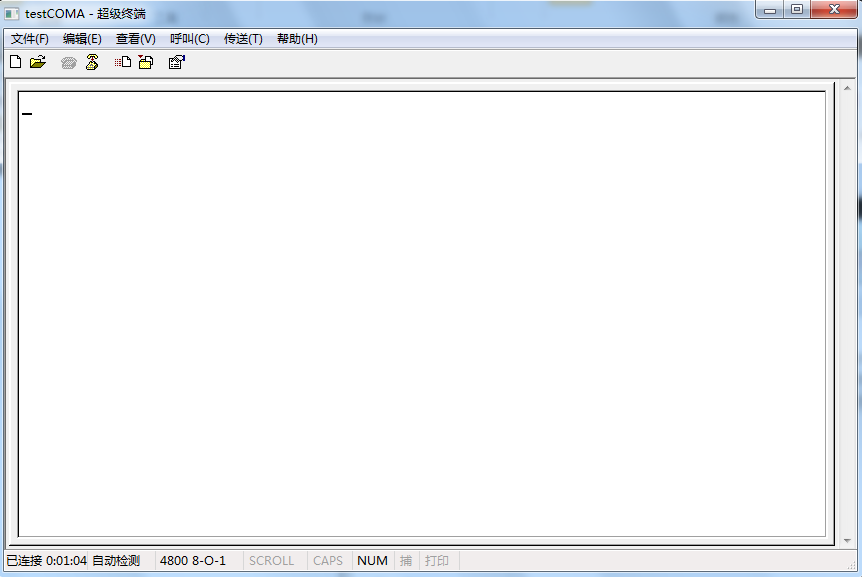 testCOMA - 超级终端
文件(F) 编辑(E) 查看(V) 呼叫(C) 传送(T) 帮助(H)
已连接 0:01:04 自动检测 4800 8-O-1 SCROLL CAPS NUM 捕 打印